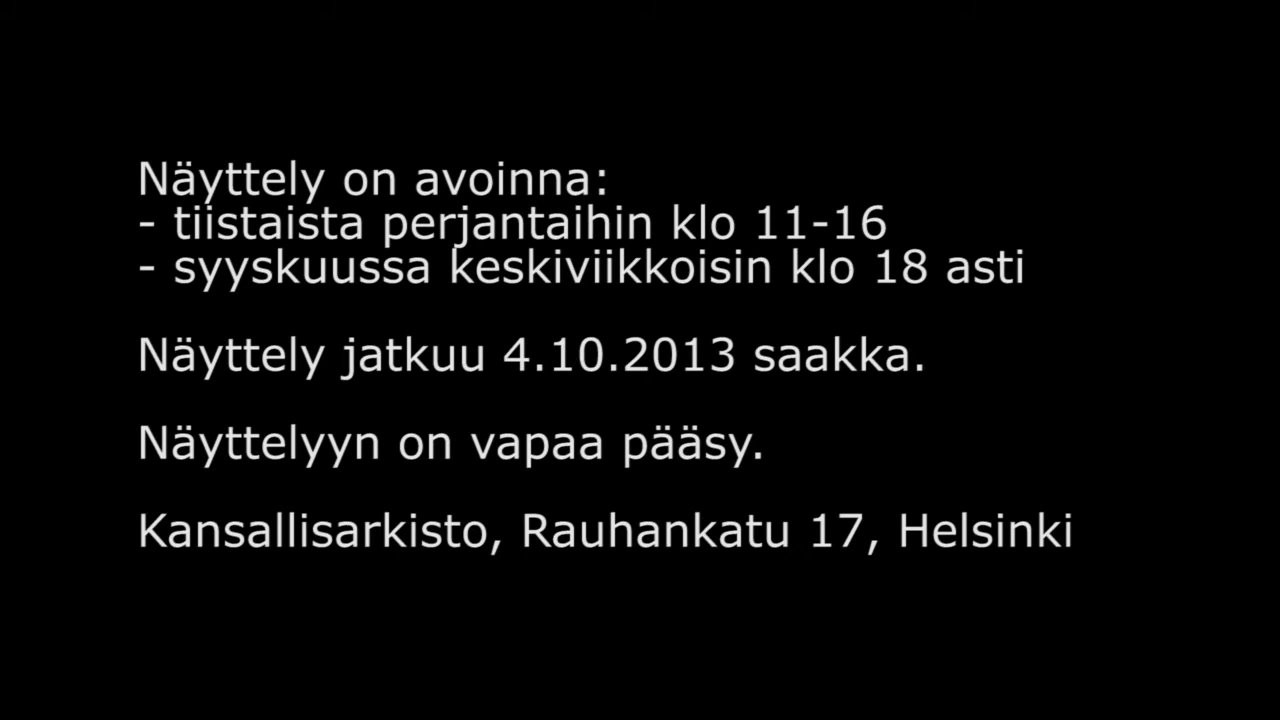 Näyttely on avoinna:
- tiistaista perjantaihin klo 11-16
- syyskuussa keskiviikkoisin klo 18 asti
Näyttely jatkuu 4.10.2013 saakka.
Näyttelyyn on vapaa pääsy.
Kansallisarkisto, Rauhankatu 17, Helsinki